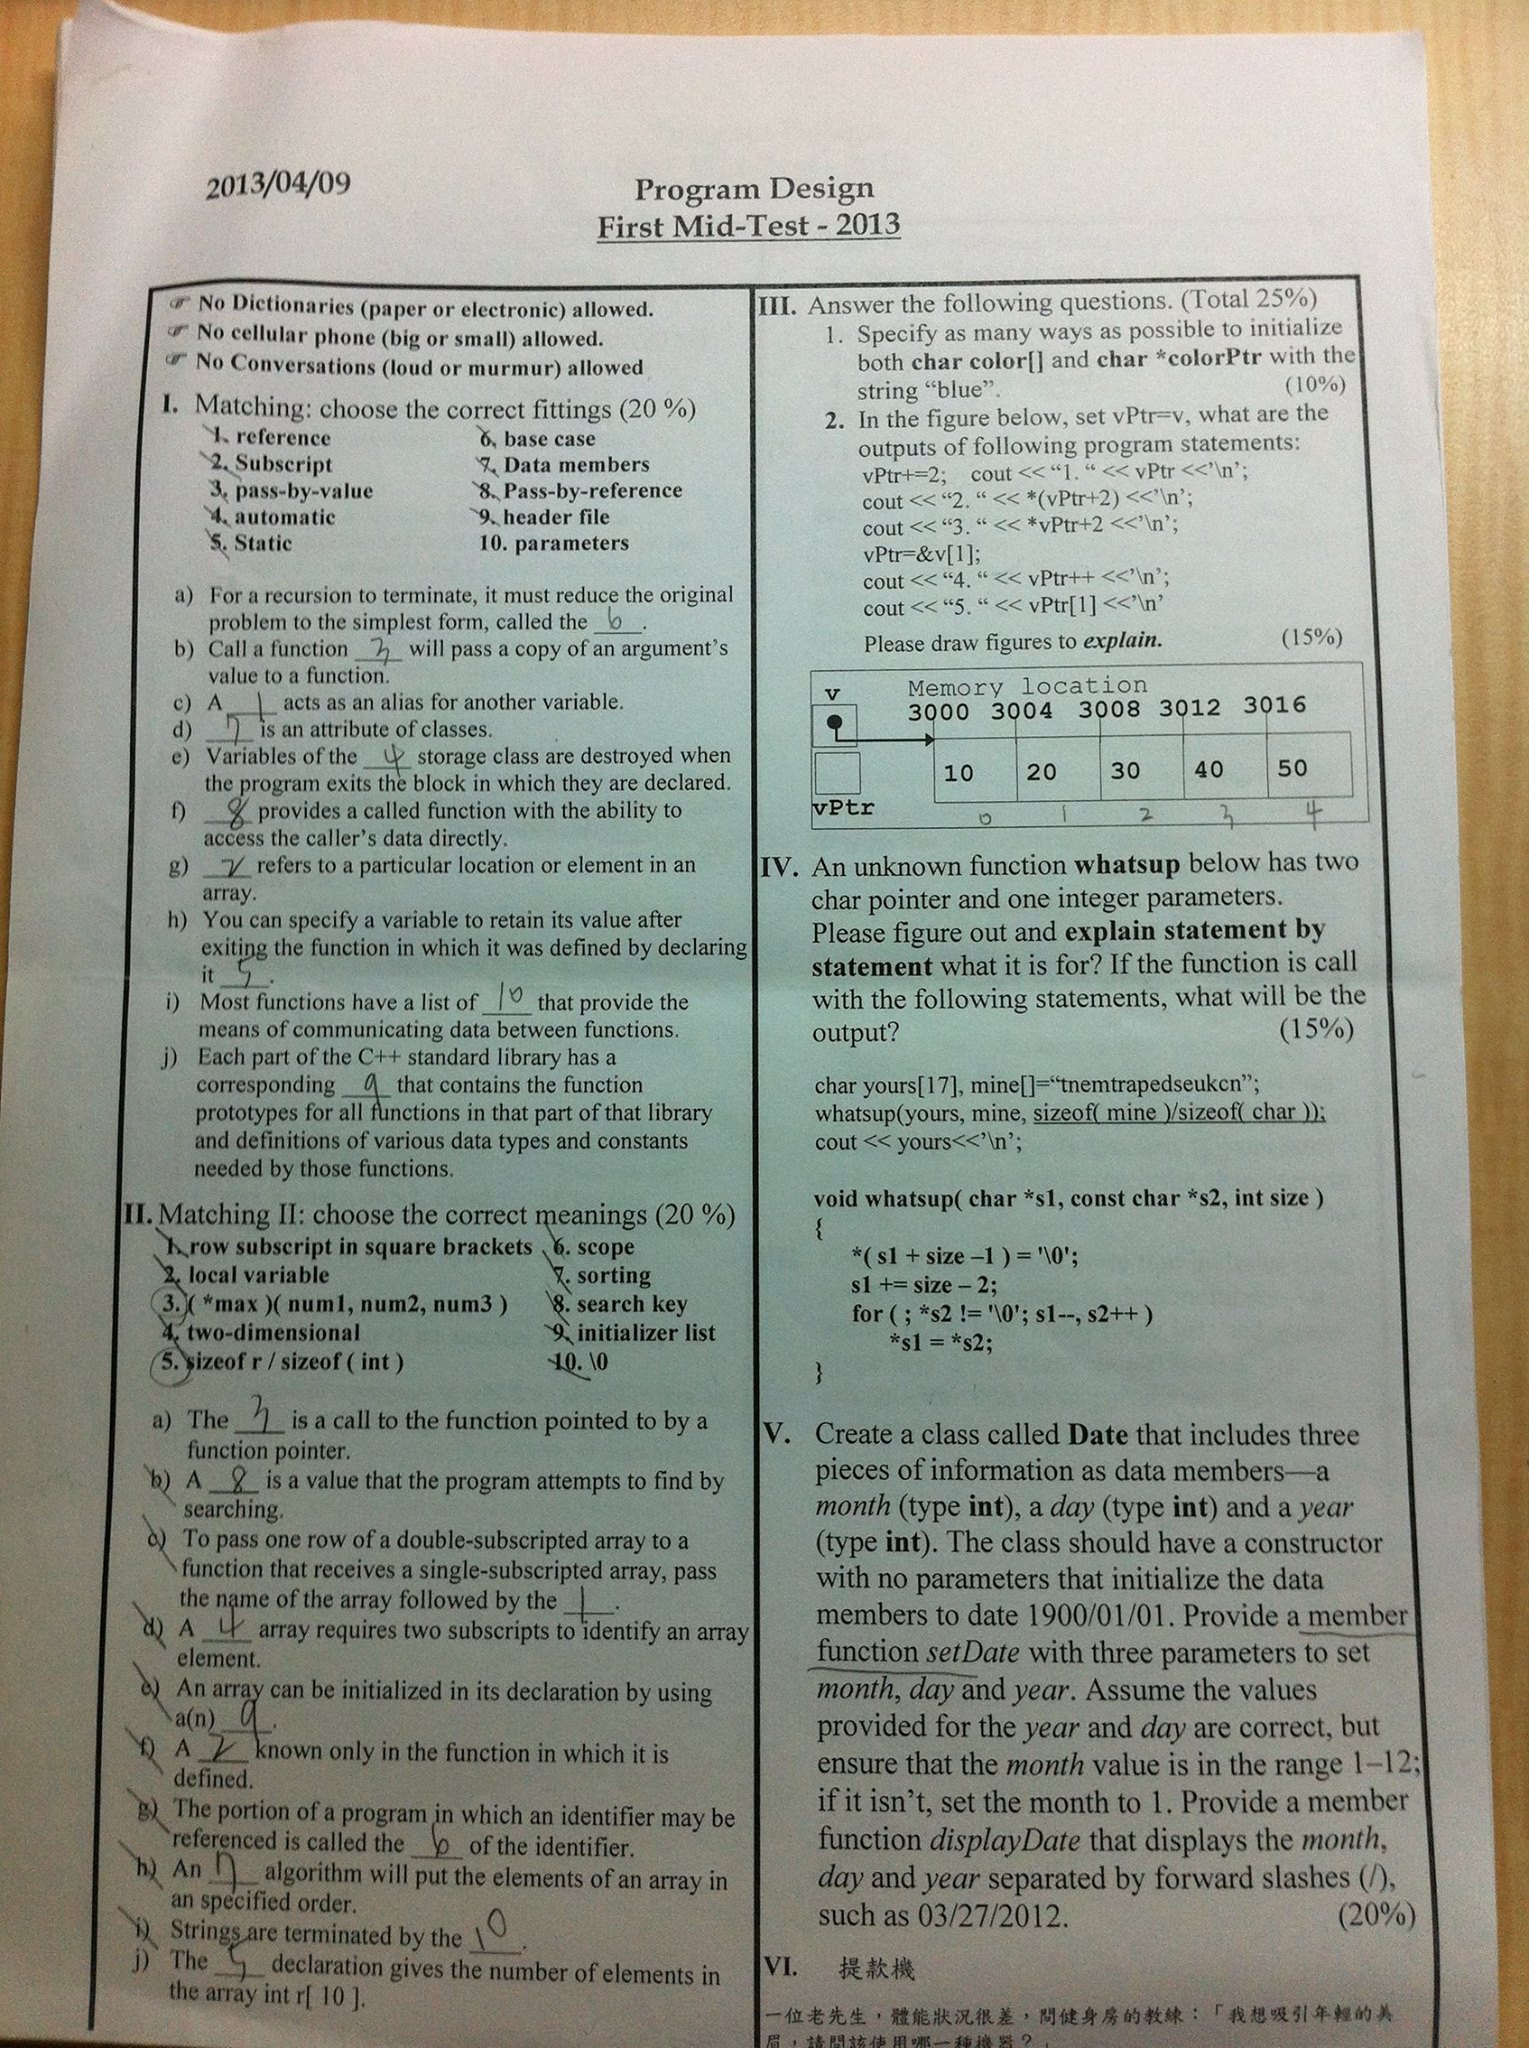 2013/04/09
Program Design
First Mid-Test - 2013
☞ No Dictionaries (paper or electronic) allowed.
☞ No cellular phone (big or small) allowed.
☞ No Conversations (loud or murmur) allowed
I. Matching: choose the correct fittings (20 %)
1. reference 6. base case
2. Subscript 7. Data members
3. pass-by-value 8. Pass-by-reference
4. automatic 9. header file
5. Static 10. parameters
a) For a recursion to terminate, it must reduce the original
problem to the simplest form, called the 6.
b) Call a function 3 will pass a copy of an argument's
value to a function.
c) A 1 acts as an alias for another variable.
d) 7 is an attribute of classes.
e) Variables of the 4 storage class are destroyed when
the program exits the block in which they are declared.
f) 8 provides a called function with the ability to
access the caller's data directly.
g) 2 refers to a particular location or element in an
array.
h) You can specify a variable to retain its value after
exiting the function in which it was defined by declaring
it 5.
i) Most functions have a list of 10 that provide the
means of communicating data between functions.
j) Each part of the C++ standard library has a
corresponding 9 that contains the function
prototypes for all functions in that part of that library
and definitions of various data types and constants
needed by those functions.
II. Matching II: choose the correct meanings (20 %)
1. row subscript in square brackets 6. scope
2. local variable 7. sorting
3. ( *max )( num1, num2, num3 ) 8. search key
4. two-dimensional 9. initializer list
5. sizeof r / sizeof ( int ) 10. \0
a) The 3 is a call to the function pointed to by a
function pointer.
b) A 8 is a value that the program attempts to find by
searching.
c) To pass one row of a double-subscripted array to a
function that receives a single-subscripted array, pass
the name of the array followed by the 1.
d) A 4 array requires two subscripts to identify an array
element.
e) An array can be initialized in its declaration by using
a(n) 9.
f) A 2 known only in the function in which it is
defined.
g) The portion of a program in which an identifier may be
referenced is called the 6 of the identifier.
h) An 7 algorithm will put the elements of an array in
an specified order.
i) Strings are terminated by the 10.
j) The 5 declaration gives the number of elements in
the array int r[ 10 ].
III. Answer the following questions. (Total 25%)
1. Specify as many ways as possible to initialize
both char color[] and char *colorPtr with the
string “blue”. (10%)
2. In the figure below, set vPtr=v, what are the
outputs of following program statements:
vPtr+=2; cout << “1. “ << vPtr <<’\n’;
cout << “2. “ << *(vPtr+2) <<’\n’;
cout << “3. “ << *vPtr+2 <<’\n’;
vPtr=&v[1];
cout << “4. “ << vPtr++ <<’\n’;
cout << “5. “ << vPtr[1] <<’\n’
Please draw figures to explain. (15%)
v Memory location
3000 3004 3008 3012 3016
10 20 30 40 50
vPtr
0 1 2 3 4
IV. An unknown function whatsup below has two
char pointer and one integer parameters.
Please figure out and explain statement by
statement what it is for? If the function is call
with the following statements, what will be the
output? (15%)
char yours[17], mine[]=“tnemtrapedseukcn”;
whatsup(yours, mine, sizeof( mine )/sizeof( char ));
cout << yours<<’\n’;
void whatsup( char *s1, const char *s2, int size )
{
*( s1 + size –1 ) = '\0';
s1 += size – 2;
for ( ; *s2 != '\0'; s1--, s2++ )
*s1 = *s2;
}
V. Create a class called Date that includes three
pieces of information as data members—a
month (type int), a day (type int) and a year
(type int). The class should have a constructor
with no parameters that initialize the data
members to date 1900/01/01. Provide a member
function setDate with three parameters to set
month, day and year. Assume the values
provided for the year and day are correct, but
ensure that the month value is in the range 1–12;
if it isn’t, set the month to 1. Provide a member
function displayDate that displays the month,
day and year separated by forward slashes (/),
such as 03/27/2012. (20%)
VI. 提款機
一位老先生，體能狀況很差，問健身房的教練：「我想吸引年輕的美
眉，請問該使用哪一種機器？」